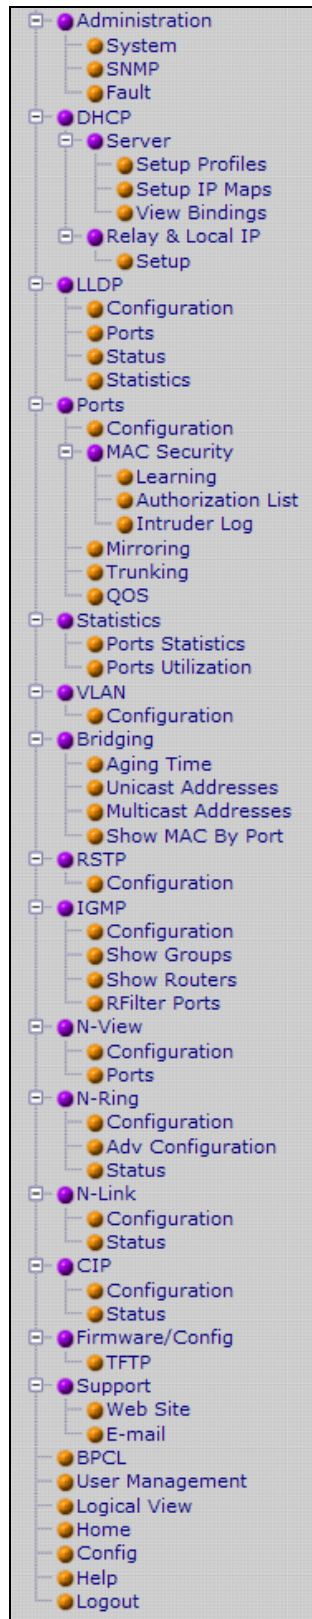 Administration
System
SNMP
Fault
DHCP
Server
Setup Profiles
Setup IP Maps
View Bindings
Relay & Local IP
Setup
LLDP
Configuration
Ports
Status
Statistics
Ports
Configuration
MAC Security
Learning
Authorization List
Intruder Log
Mirroring
Trunking
QOS
Statistics
Ports Statistics
Ports Utilization
VLAN
Configuration
Bridging
Aging Time
Unicast Addresses
Multicast Addresses
Show MAC By Port
RSTP
Configuration
IGMP
Configuration
Show Groups
Show Routers
RFilter Ports
N-View
Configuration
Ports
N-Ring
Configuration
Adv Configuration
Status
N-Link
Configuration
Status
CIP
Configuration
Status
Firmware/Config
TFTP
Support
Web Site
E-mail
BPCL
User Management
Logical View
Home
Config
Help
Logout